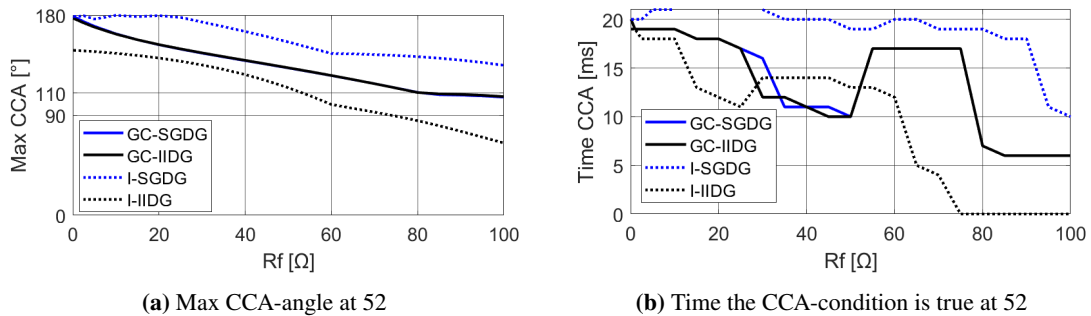 180
110
90
0
Max CCA [°]
GC-SGDG
GC-IIDG
I-SGDG
I-IIDG
0 20 40 60 80 100
Rf [Ω]
(a) Max CCA-angle at 52
20
15
10
5
0
Time CCA [ms]
GC-SGDG
GC-IIDG
I-SGDG
I-IIDG
0 20 40 60 80 100
Rf [Ω]
(b) Time the CCA-condition is true at 52